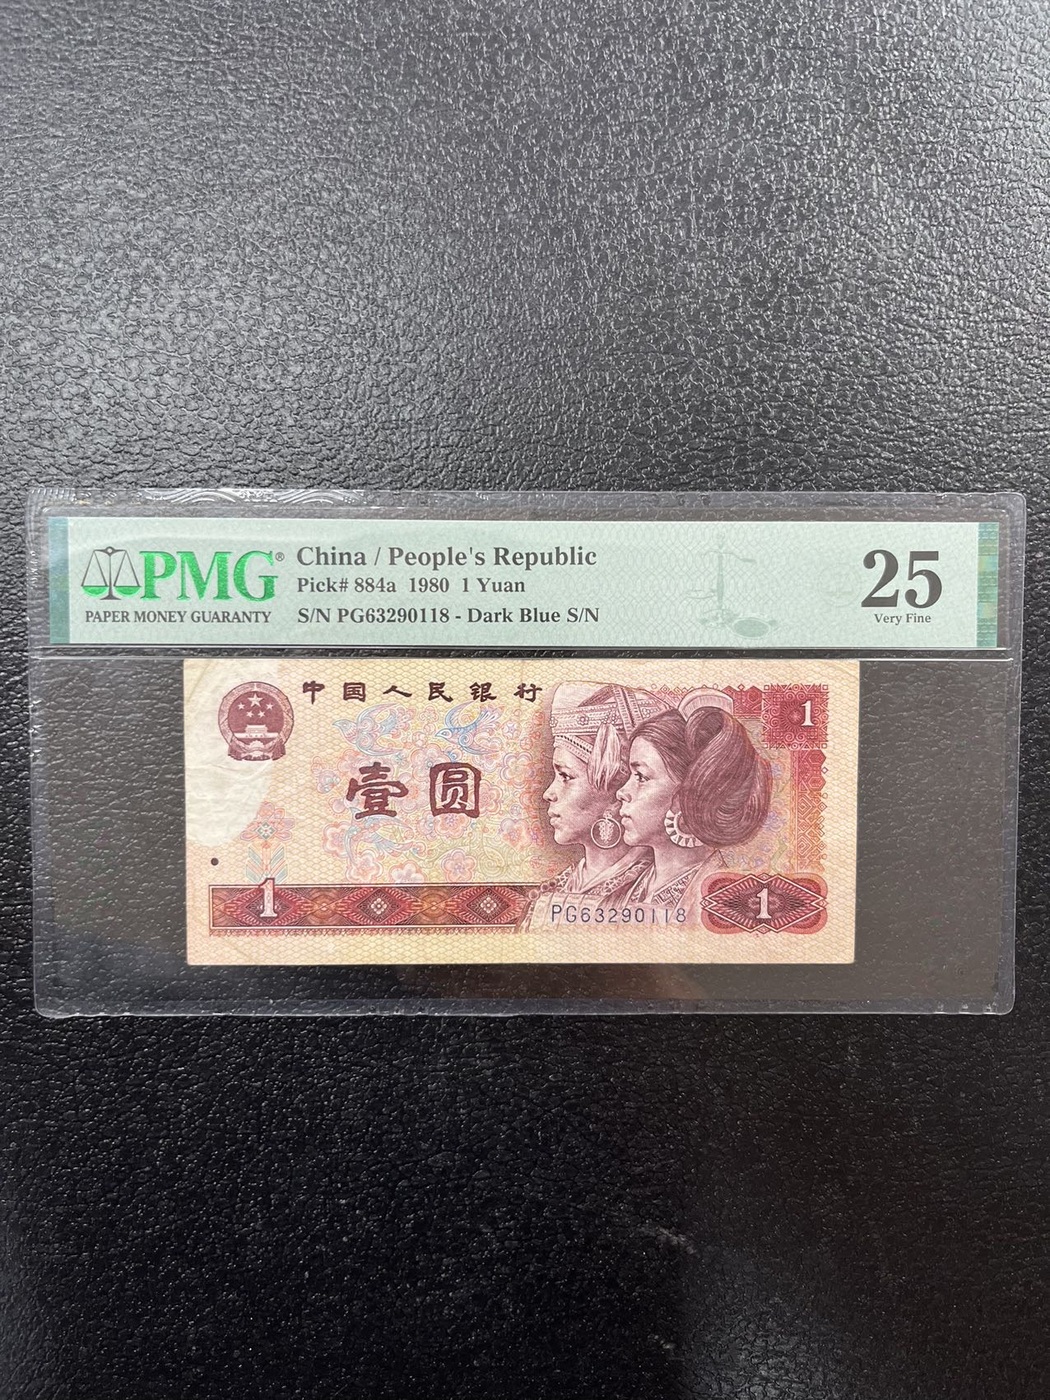 PMG®
PAPER MONEY GUARANTY
China / People's Republic
Pick# 884a 1980 1 Yuan
S/N PG63290118 - Dark Blue S/N
25
Very Fine
中国人民银行
1
壹圆
1
PG63290118
1